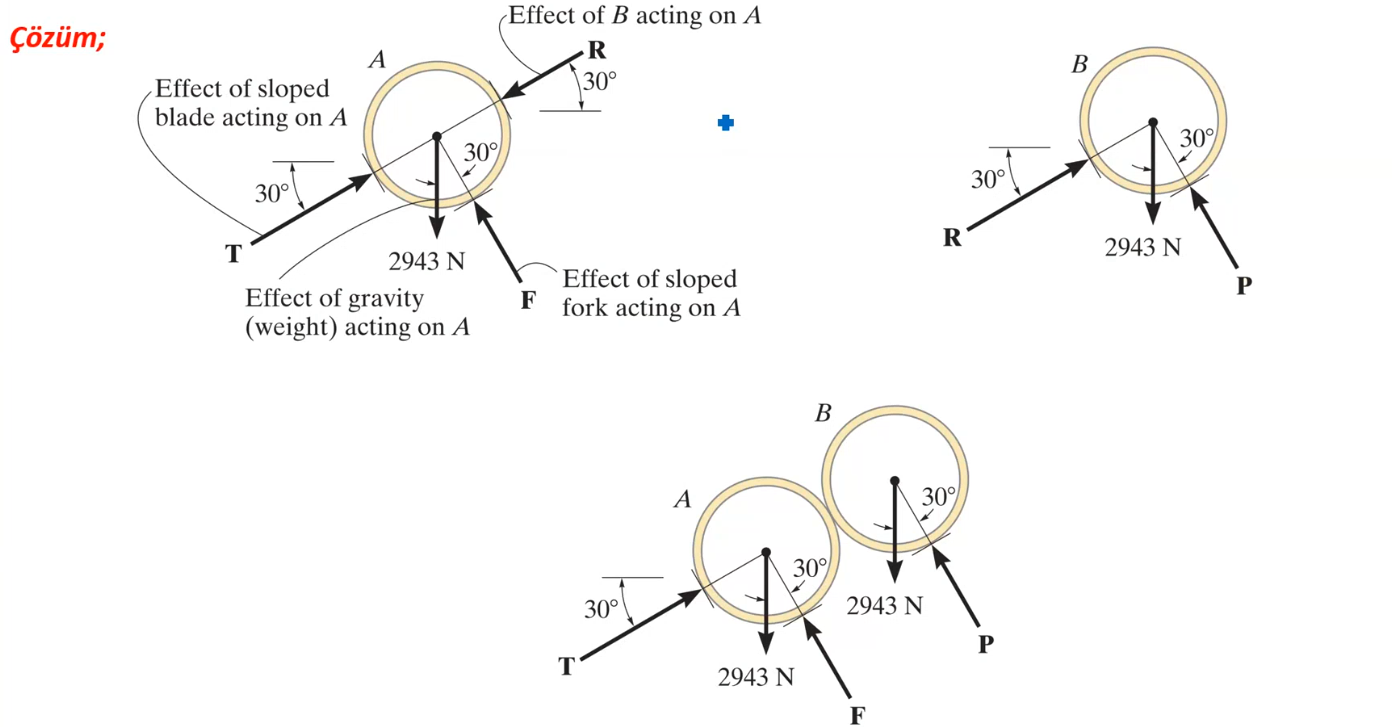 Çözüm;
Effect of B acting on A
R
30°
A
Effect of sloped
blade acting on A
30°
30°
T
2943 N
Effect of gravity
(weight) acting on A
F
Effect of sloped
fork acting on A
B
30°
30°
R
2943 N
P
B
30°
A
30°
2943 N
30°
P
T
2943 N
F